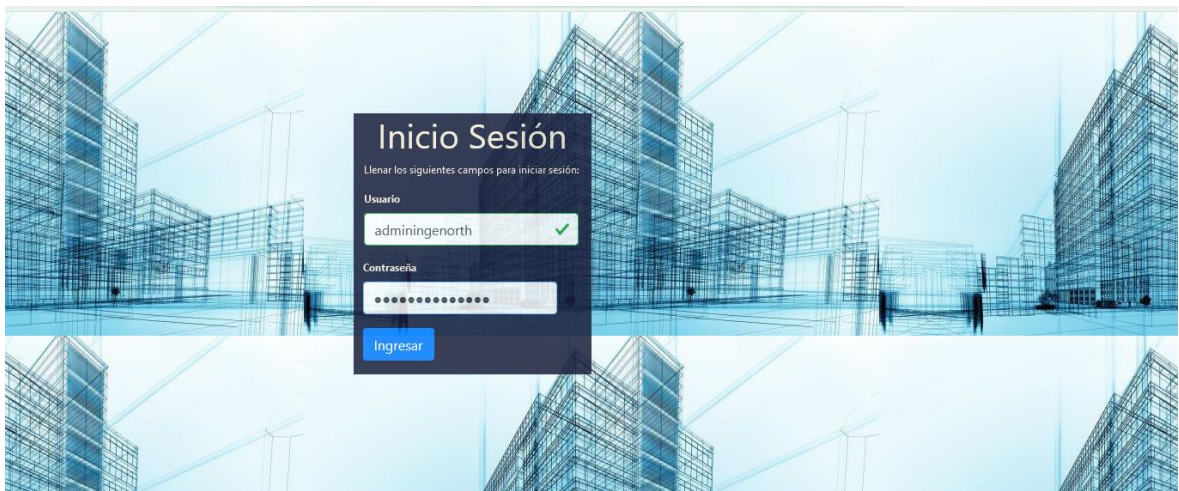 Inicio Sesión
Llenar los siguientes campos para iniciar sesión:
Usuario
adminingenorth
Contraseña
••••••••••••••
Ingresar